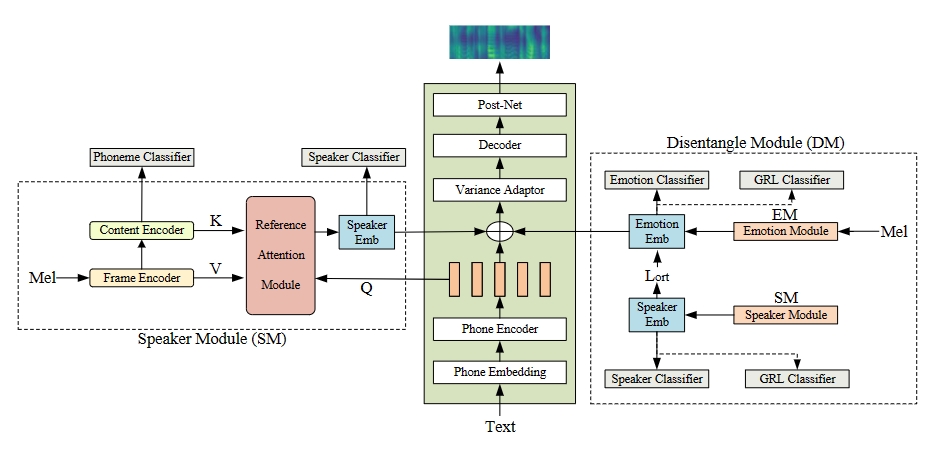 Phoneme Classifier
Speaker Classifier
Content Encoder
K
Reference
Attention
Module
Speaker
Emb
Mel
Frame Encoder
V
Speaker Module (SM)
Post-Net
Decoder
Variance Adaptor
Q
Phone Encoder
Phone Embedding
Text
Disentangle Module (DM)
Emotion Classifier
GRL Classifier
Emotion
Emb
EM
Emotion Module
Mel
Lort
Speaker
Emb
SM
Speaker Module
Speaker Classifier
GRL Classifier